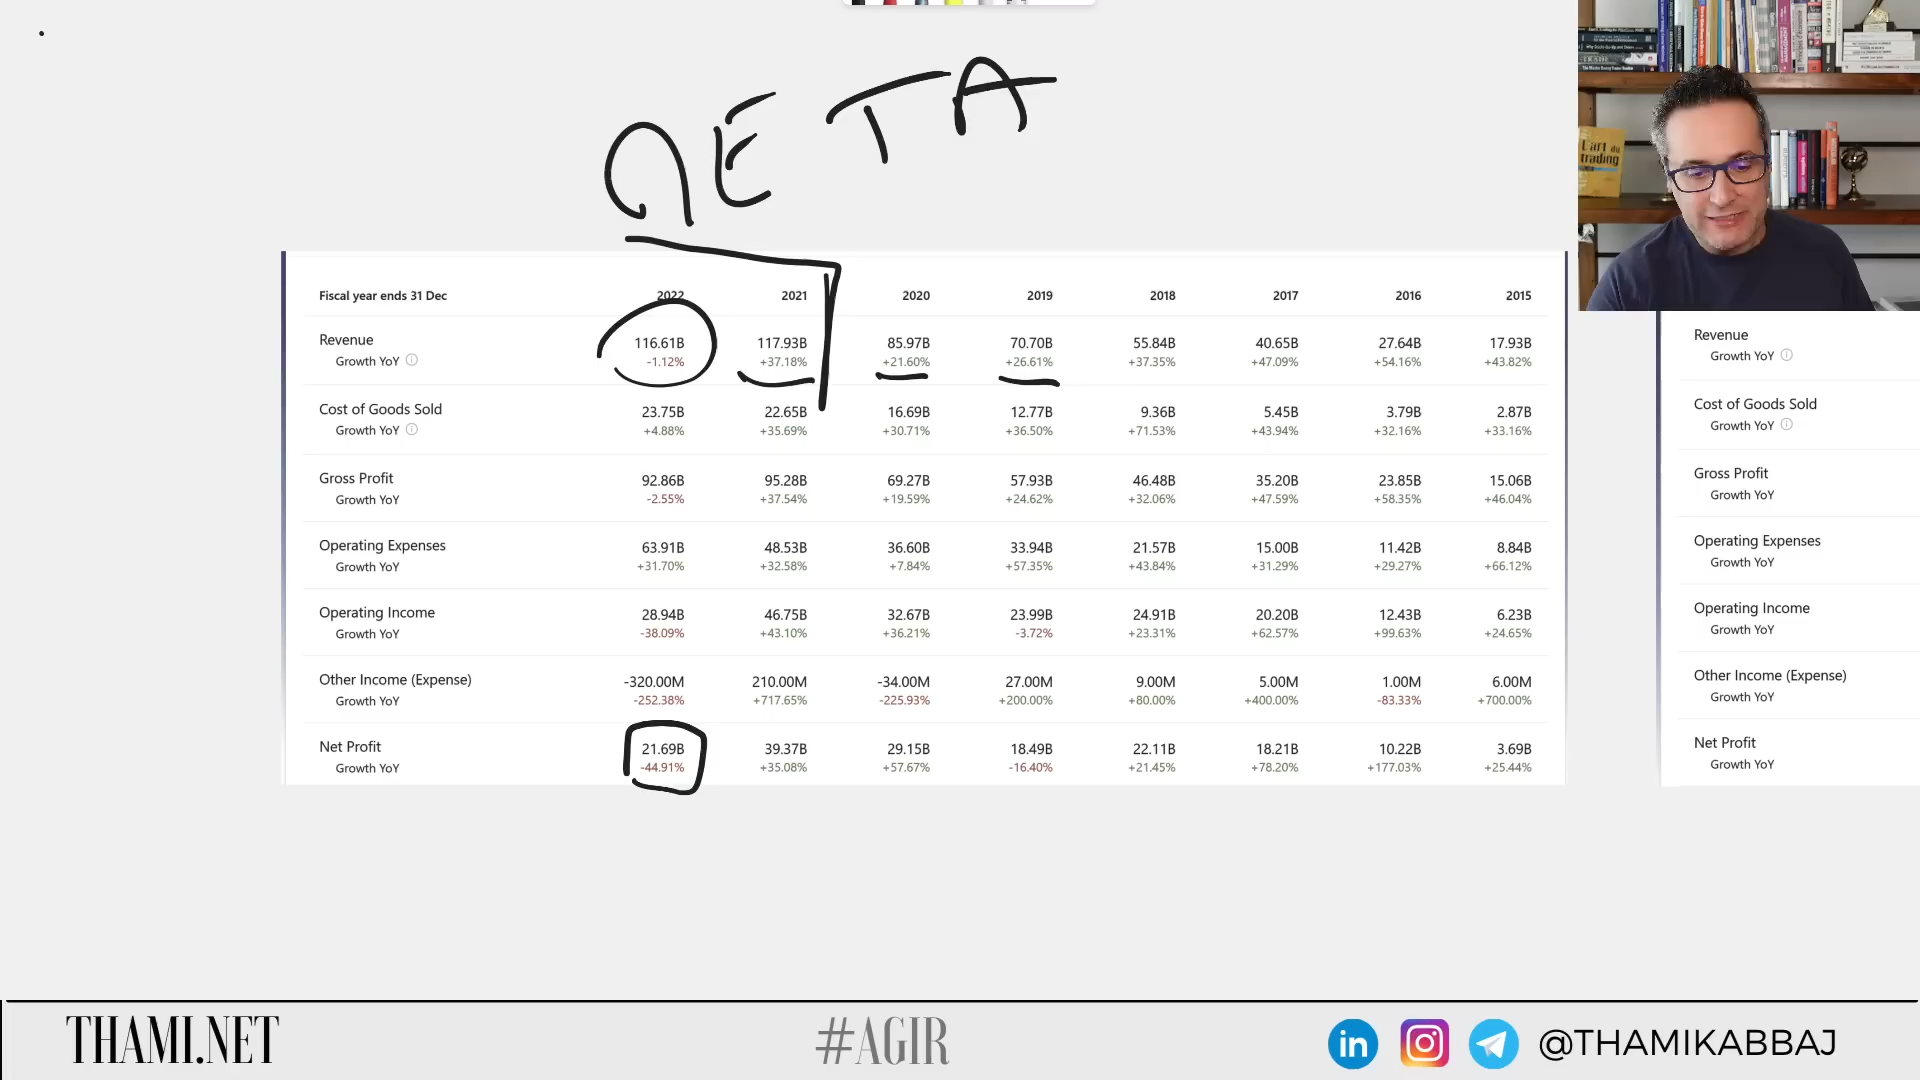 META
L'art du
trading
TRADE
Fiscal year ends 31 Dec 2022 2021 2020 2019 2018 2017 2016 2015
Revenue 116.61B 117.93B 85.97B 70.70B 55.84B 40.65B 27.64B 17.93B
Growth YoY -1.12% +37.18% +21.60% +26.61% +37.35% +47.09% +54.16% +43.82%
Cost of Goods Sold 23.75B 22.65B 16.69B 12.77B 9.36B 5.45B 3.79B 2.87B
Growth YoY +4.88% +35.69% +30.71% +36.50% +71.53% +43.94% +32.16% +33.16%
Gross Profit 92.86B 95.28B 69.27B 57.93B 46.48B 35.20B 23.85B 15.06B
Growth YoY -2.55% +37.54% +19.59% +24.62% +32.06% +47.59% +58.35% +46.04%
Operating Expenses 63.91B 48.53B 36.60B 33.94B 21.57B 15.00B 11.42B 8.84B
Growth YoY +31.70% +32.58% +7.84% +57.35% +43.84% +31.29% +29.27% +66.12%
Operating Income 28.94B 46.75B 32.67B 23.99B 24.91B 20.20B 12.43B 6.23B
Growth YoY -38.09% +43.10% +36.21% -3.72% +23.31% +62.57% +99.63% +24.65%
Other Income (Expense) -320.00M 210.00M -34.00M 27.00M 9.00M 5.00M 1.00M 6.00M
Growth YoY -252.38% +717.65% -225.93% +200.00% +80.00% +400.00% -83.33% +700.00%
Net Profit 21.69B 39.37B 29.15B 18.49B 22.11B 18.21B 10.22B 3.69B
Growth YoY -44.91% +35.08% +57.67% -16.40% +21.45% +78.20% +177.03% +25.44%
Revenue
Growth YoY
Cost of Goods Sold
Growth YoY
Gross Profit
Growth YoY
Operating Expenses
Growth YoY
Operating Income
Growth YoY
Other Income (Expense)
Growth YoY
Net Profit
Growth YoY
THAMI.NET #AGIR in @THAMIKABBAJ